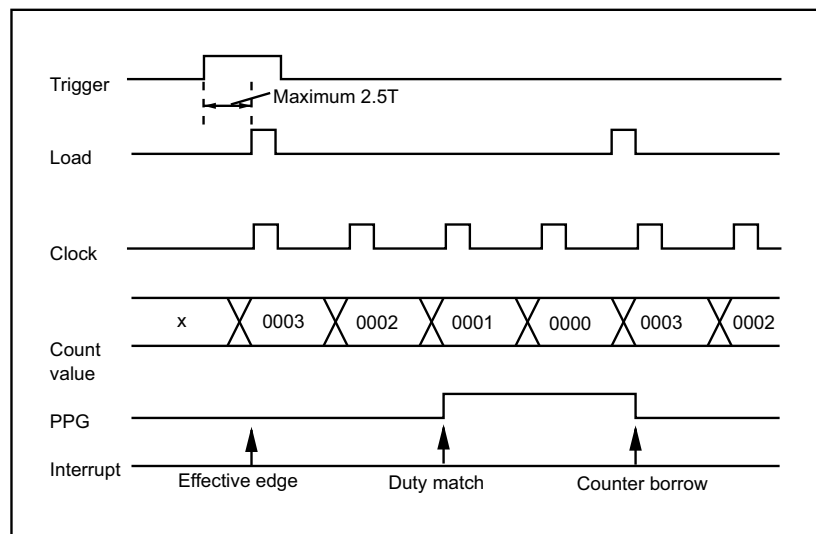 Trigger
Maximum 2.5T
Load
Clock
x 0003 0002 0001 0000 0003 0002
Count
value
PPG
Interrupt
Effective edge Duty match Counter borrow